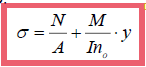 σ = N/A + M/In₀ · y